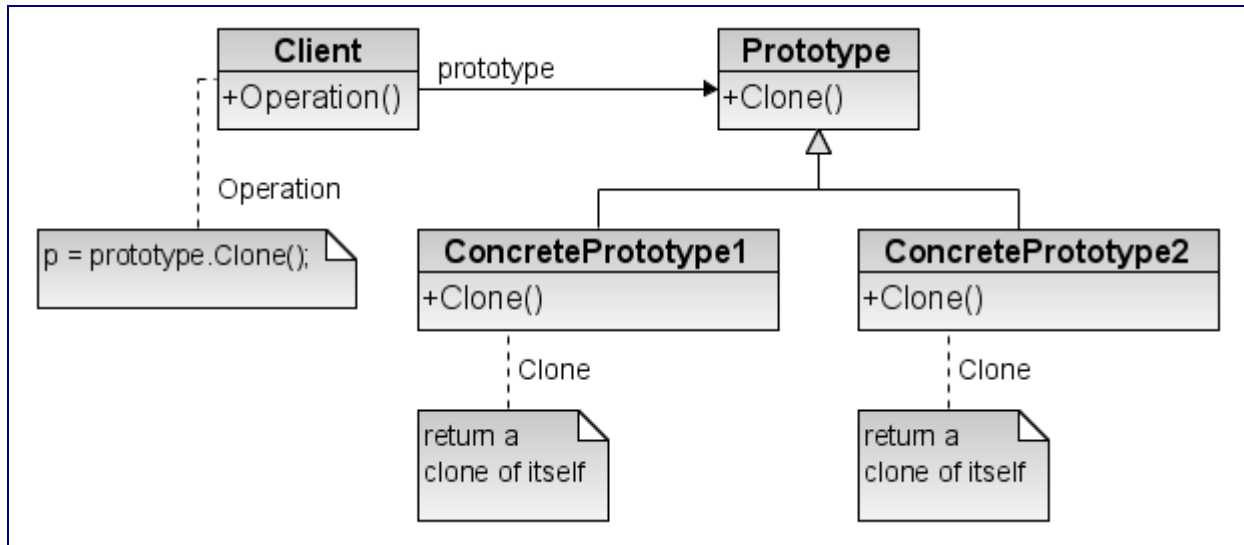 Client
+Operation()
prototype
Prototype
+Clone()
Operation
p = prototype.Clone();
ConcretePrototype1
+Clone()
ConcretePrototype2
+Clone()
Clone
return a
clone of itself
Clone
return a
clone of itself